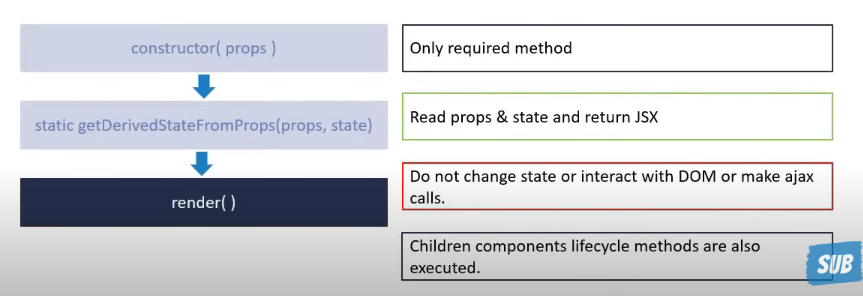 constructor( props )
static getDerivedStateFromProps(props, state)
render( )
Only required method
Read props & state and return JSX
Do not change state or interact with DOM or make ajax
calls.
Children components lifecycle methods are also
executed.
SUB